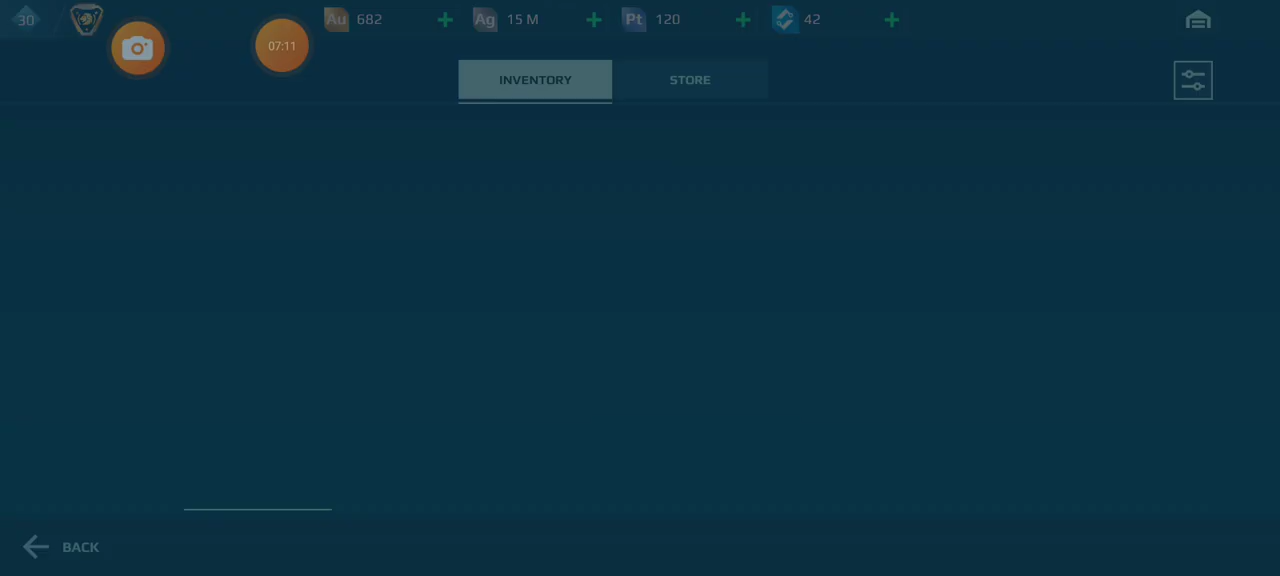 30
07:11
Au 682
Ag 15 M
Pt 120
42
INVENTORY
STORE
BACK